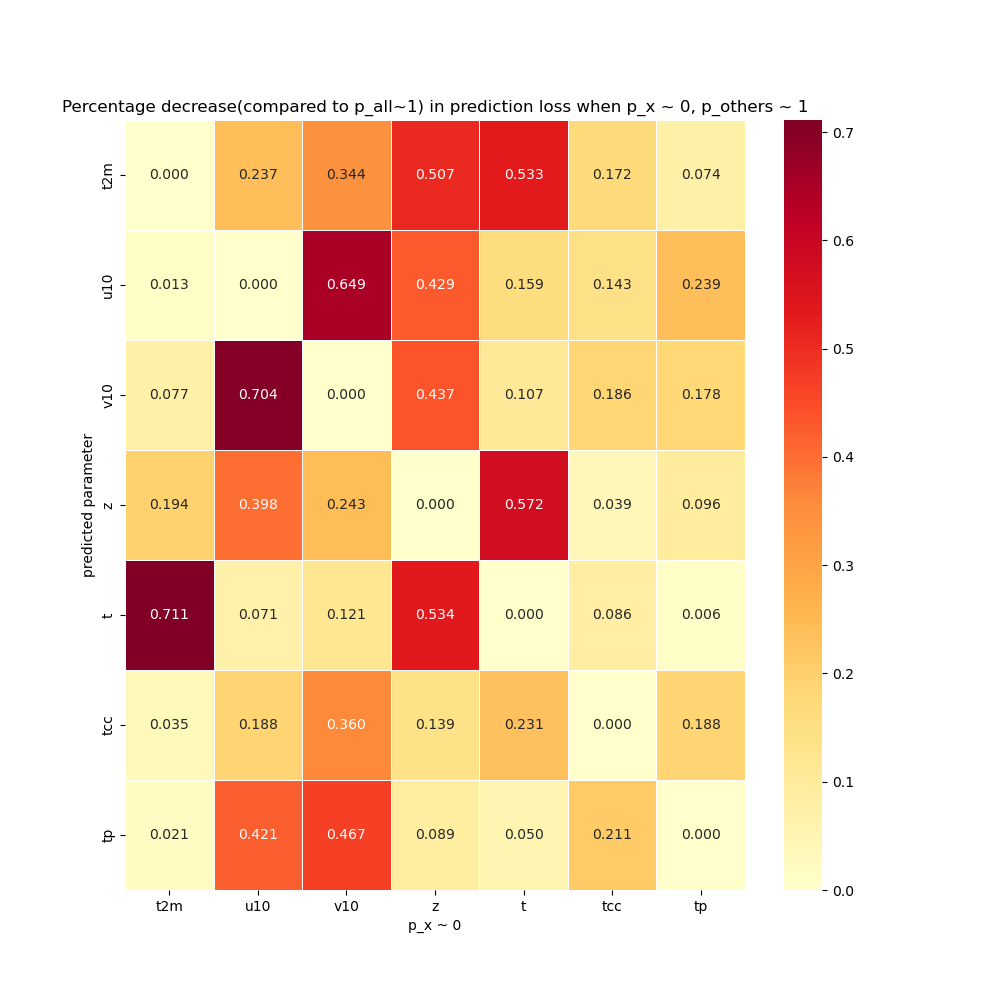 Percentage decrease(compared to p_all~1) in prediction loss when p_x ~ 0, p_others ~ 1
t2m 0.000 0.237 0.344 0.507 0.533 0.172 0.074
u10 0.013 0.000 0.649 0.429 0.159 0.143 0.239
v10 0.077 0.704 0.000 0.437 0.107 0.186 0.178
z 0.194 0.398 0.243 0.000 0.572 0.039 0.096
t 0.711 0.071 0.121 0.534 0.000 0.086 0.006
tcc 0.035 0.188 0.360 0.139 0.231 0.000 0.188
tp 0.021 0.421 0.467 0.089 0.050 0.211 0.000
t2m u10 v10 z t tcc tp
p_x ~ 0
predicted parameter
0.7
0.6
0.5
0.4
0.3
0.2
0.1
0.0